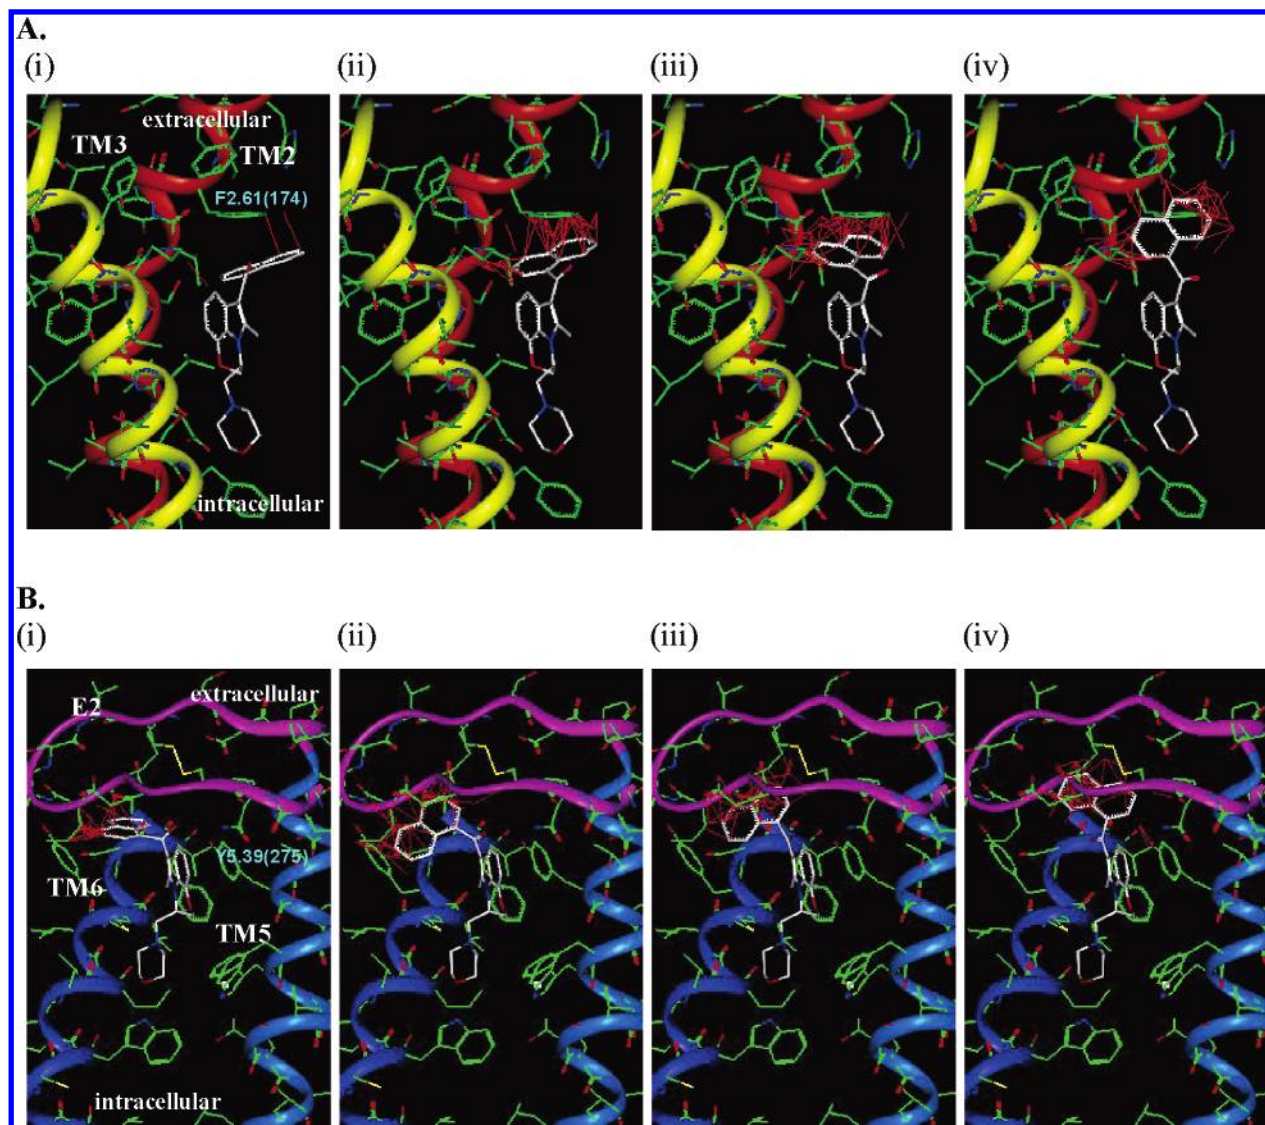 A.
(i) (ii) (iii) (iv)
extracellular
TM3 TM2
F2.61(174)
intracellular
B.
(i) (ii) (iii) (iv)
extracellular
E2
Y5.39(275)
TM6
TM5
intracellular